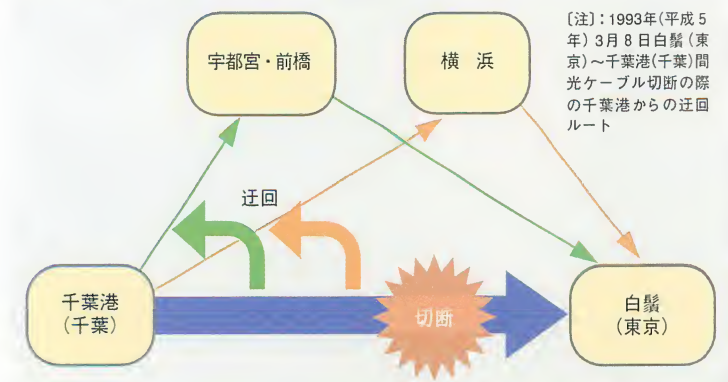 宇都宮・前橋
横 浜
〔注〕：1993年(平成5
年) 3月8日白鬚 (東
京)～千葉港(千葉)間
光ケーブル切断の際
の千葉港からの迂回
ルート
迂回
千葉港
(千葉)
切断
白鬚
(東京)